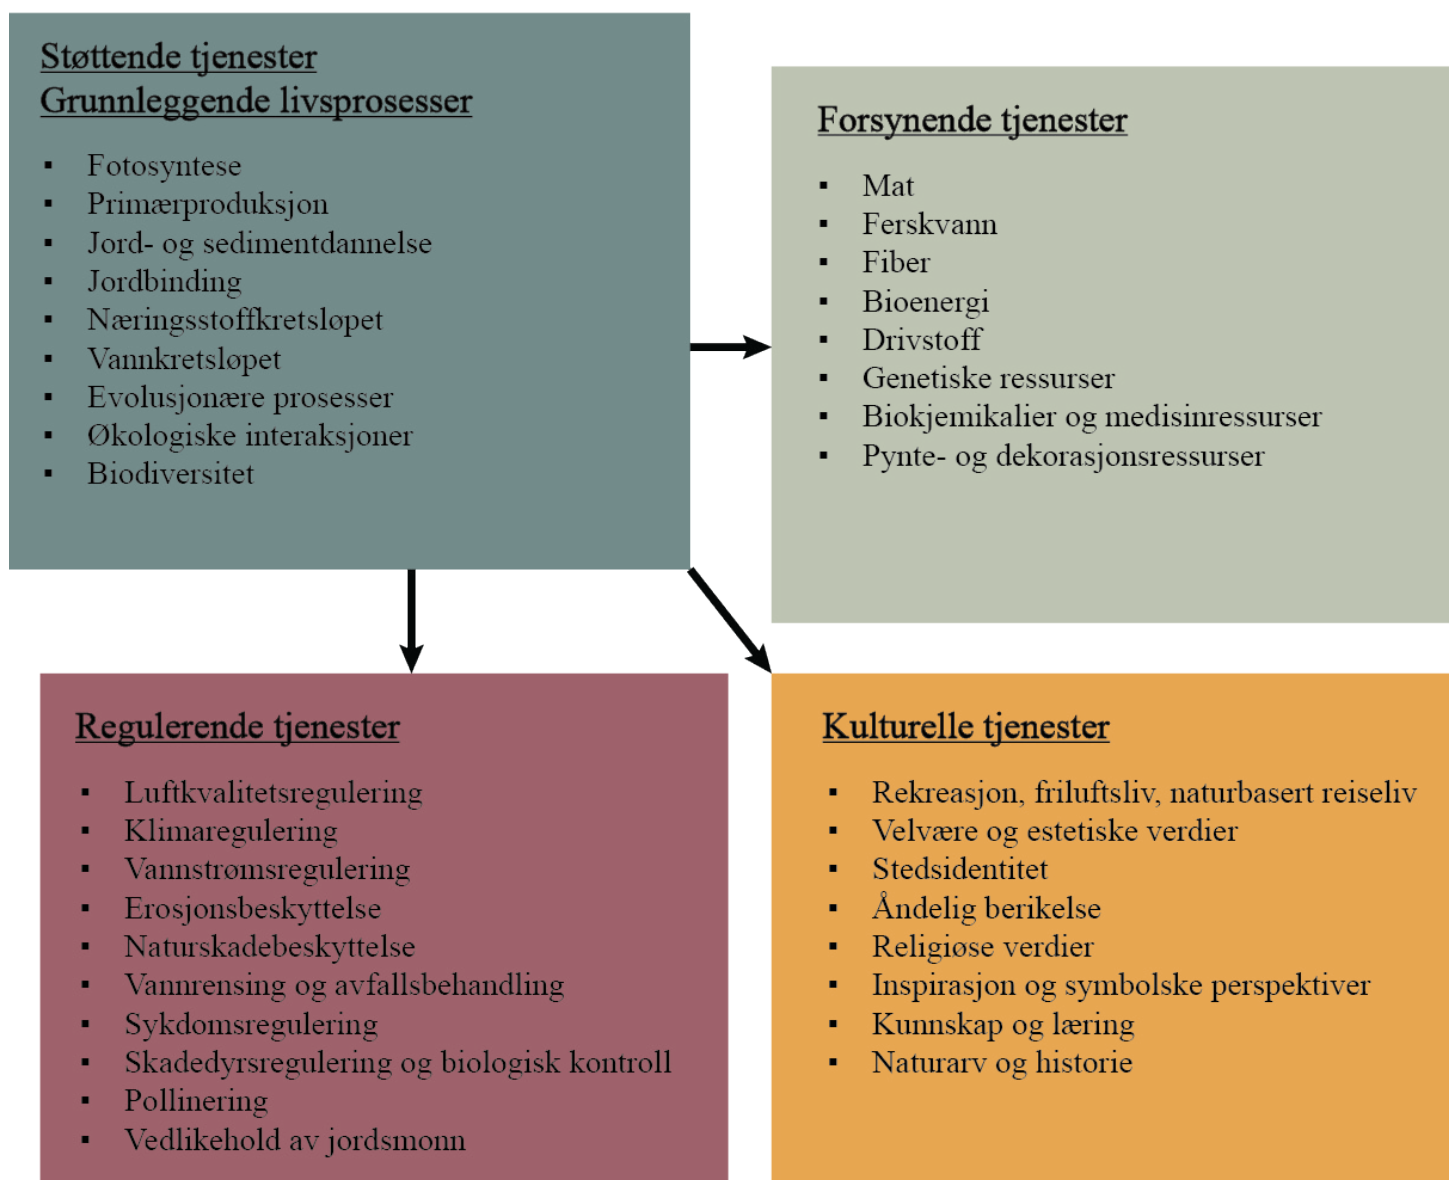 Støttende tjenester
Grunnleggende livsprosesser
▪ Fotosyntese
▪ Primærproduksjon
▪ Jord- og sedimentdannelse
▪ Jordbinding
▪ Næringsstoffkretsløpet
▪ Vannkretsløpet
▪ Evolusjonære prosesser
▪ Økologiske interaksjoner
▪ Biodiversitet
Forsynende tjenester
▪ Mat
▪ Ferskvann
▪ Fiber
▪ Bioenergi
▪ Drivstoff
▪ Genetiske ressurser
▪ Biokjemikalier og medisinressurser
▪ Pynte- og dekorasjonsressurser
Regulerende tjenester
▪ Luftkvalitetsregulering
▪ Klimaregulering
▪ Vannstrømsregulering
▪ Erosjonsbeskyttelse
▪ Naturskadebeskyttelse
▪ Vannrensing og avfallsbehandling
▪ Sykdomsregulering
▪ Skadedyrsregulering og biologisk kontroll
▪ Pollinering
▪ Vedlikehold av jordsmonn
Kulturelle tjenester
▪ Rekreasjon, friluftsliv, naturbasert reiseliv
▪ Velvære og estetiske verdier
▪ Stedsidentitet
▪ Åndelig berikelse
▪ Religiøse verdier
▪ Inspirasjon og symbolske perspektiver
▪ Kunnskap og læring
▪ Naturarv og historie